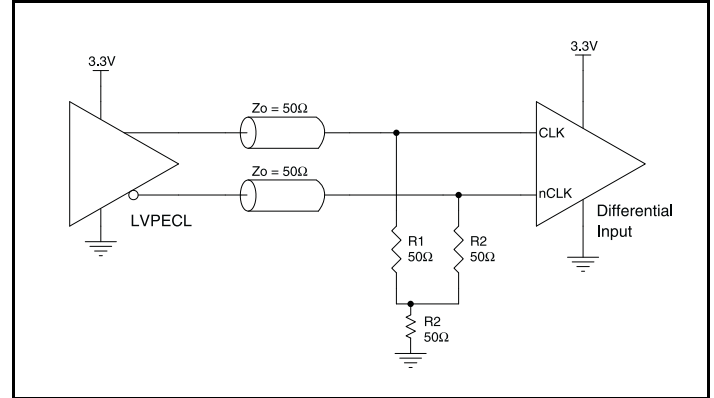 3.3V
3.3V
Zo = 50Ω
CLK
Zo = 50Ω
nCLK
LVPECL
Differential
Input
R1
50Ω
R2
50Ω
R2
50Ω